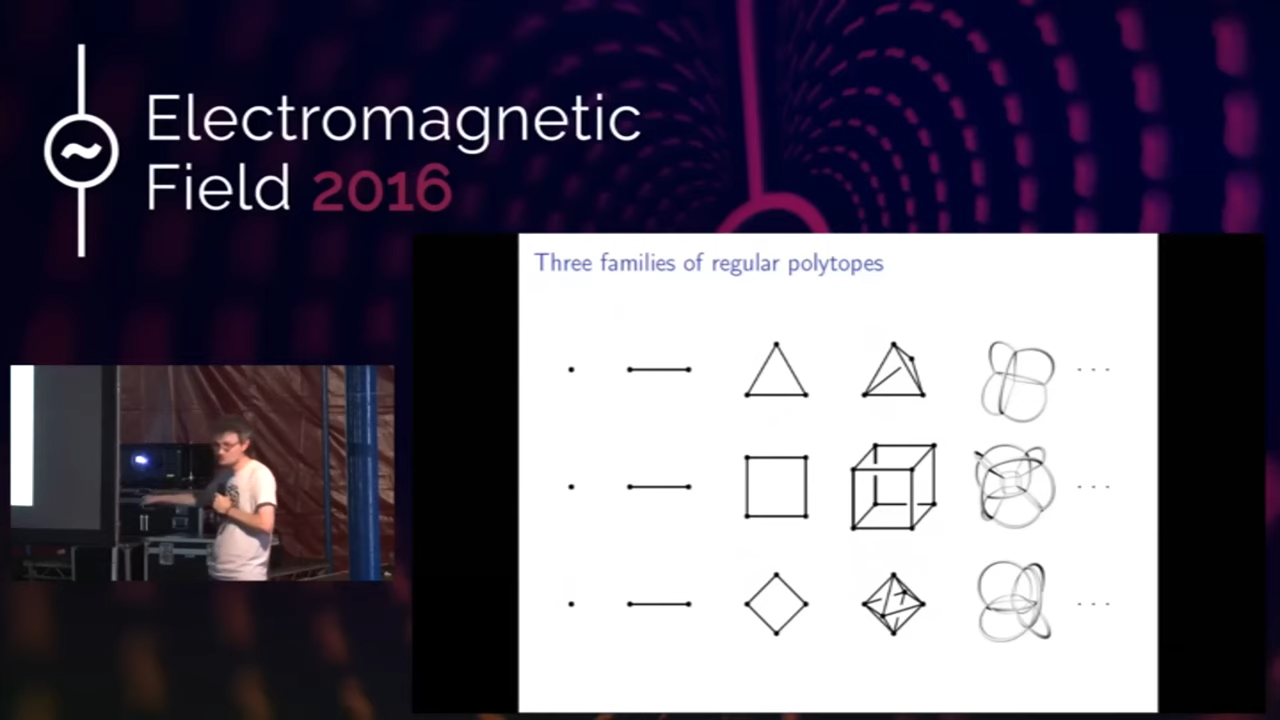 Electromagnetic
Field 2016
Three families of regular polytopes
. . .
. . .
. . .